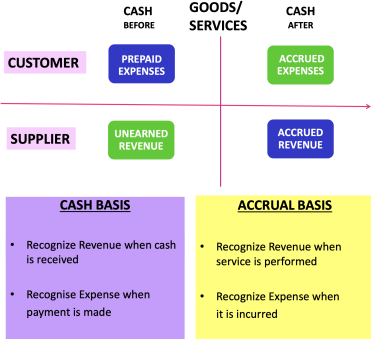 CASH
BEFORE
GOODS/
SERVICES
CASH
AFTER
CUSTOMER
PREPAID
EXPENSES
ACCRUED
EXPENSES
SUPPLIER
UNEARNED
REVENUE
ACCRUED
REVENUE
CASH BASIS
• Recognize Revenue when cash
is received
• Recognise Expense when
payment is made
ACCRUAL BASIS
• Recognize Revenue when
service is performed
• Recognize Expense when
it is incurred